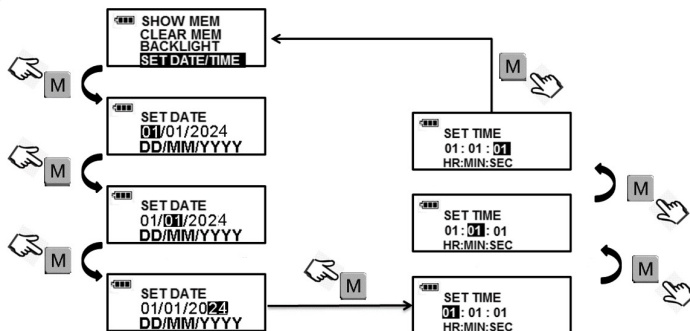 SHOW MEM
CLEAR MEM
BACKLIGHT
SET DATE/TIME
M
SET DATE
01/01/2024
DD/MM/YYYY
M
SET DATE
01/01/2024
DD/MM/YYYY
M
SET DATE
01/01/2024
DD/MM/YYYY
M
SET TIME
01: 01 : 01
HR:MIN:SEC
M
SET TIME
01: 01: 01
HR:MIN:SEC
M
SET TIME
01: 01 : 01
HR:MIN:SEC
M